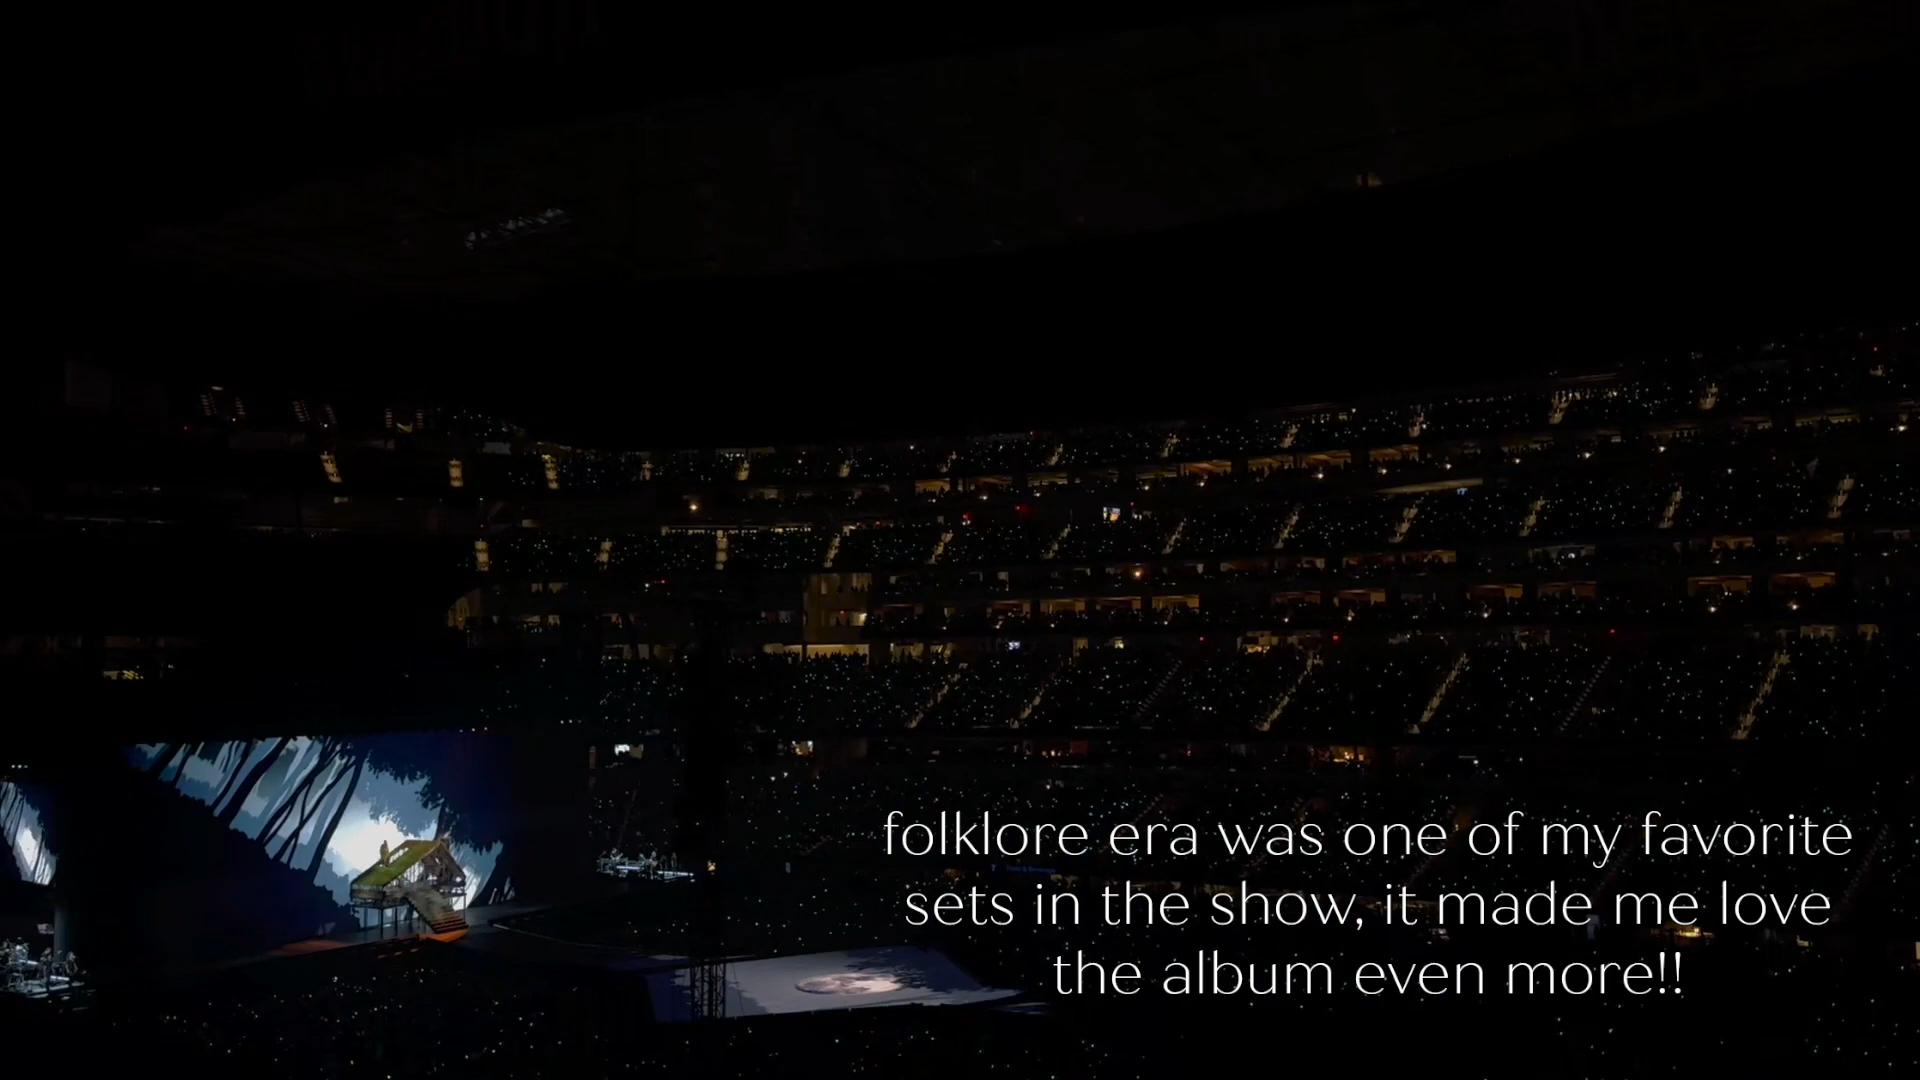 folklore era was one of my favorite
sets in the show, it made me love
the album even more!!